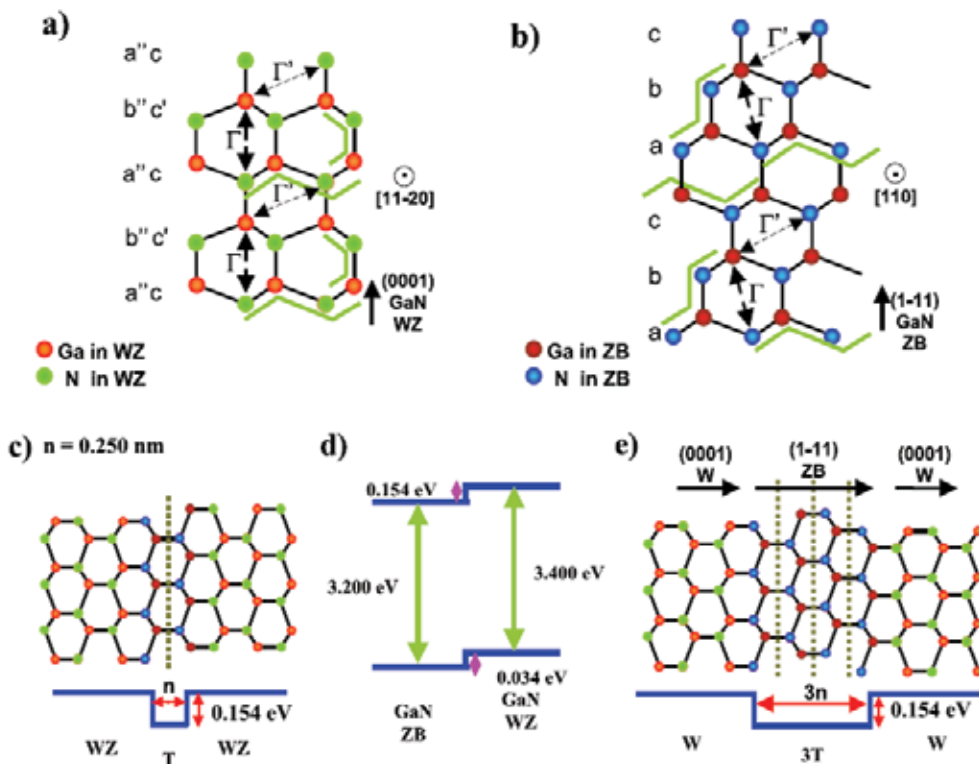 a)
a" c
b" c'
a" c
b" c'
a" c
Γ'
Γ
Γ'
Γ
[11-20]
(0001)
GaN
WZ
Ga in WZ
N in WZ
b)
c
b
a
c
b
a
Γ'
Γ
Γ'
Γ
[110]
(1-11)
GaN
ZB
Ga in ZB
N in ZB
c) n = 0.250 nm
n
0.154 eV
WZ
T
WZ
d)
0.154 eV
3.200 eV
3.400 eV
0.034 eV
GaN
ZB
GaN
WZ
e)
(0001)
W
(1-11)
ZB
(0001)
W
3n
0.154 eV
W
3T
W